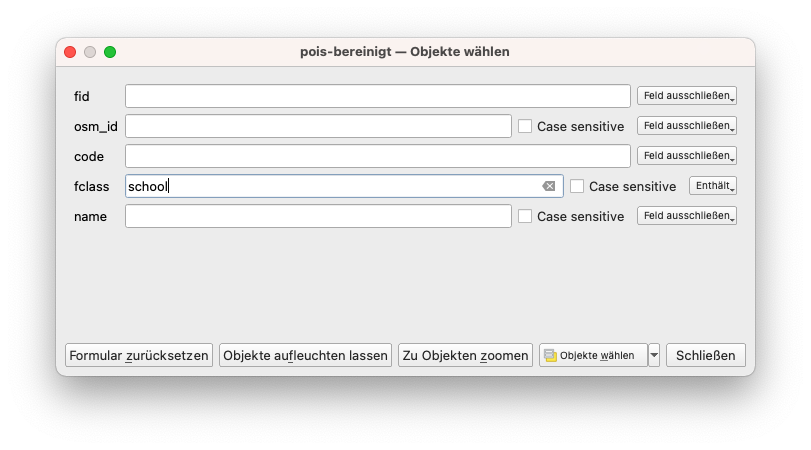 pois-bereinigt — Objekte wählen
fid Feld ausschließen
osm_id Case sensitive Feld ausschließen
code Feld ausschließen
fclass school Case sensitive Enthält
name Case sensitive Feld ausschließen
Formular zurücksetzen Objekte aufleuchten lassen Zu Objekten zoomen Objekte wählen Schließen